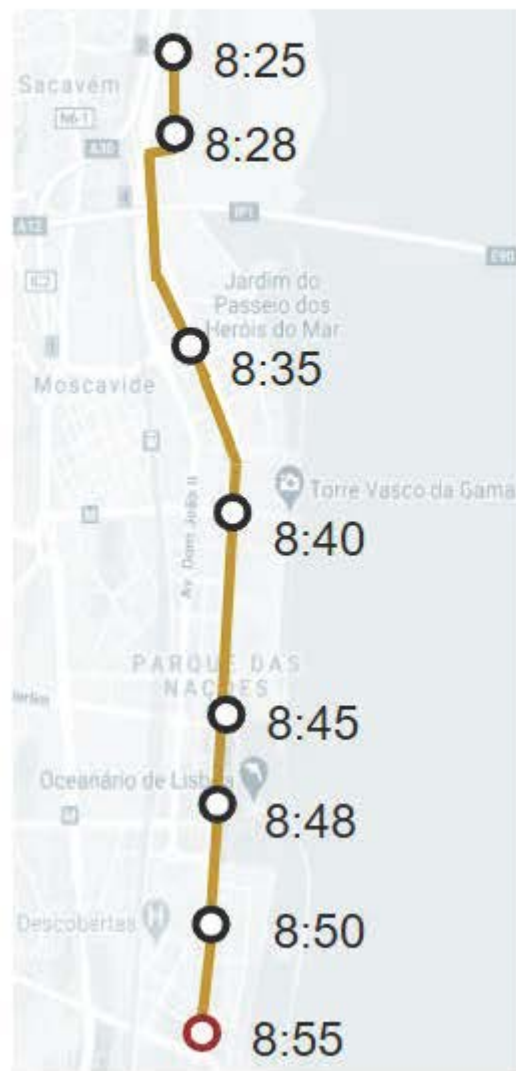 8:25
Sacavém
N6-1
8:28
A30
A12
IP1
E90
IC2
Jardim do
Passeio dos
Heróis do Mar
8:35
Moscavide
Torre Vasco da Gama
M
8:40
Av. Dom João II
PARQUE DAS
NAÇÕES
8:45
Oceanário de Lisboa
M
8:48
Descobertas
H
8:50
8:55